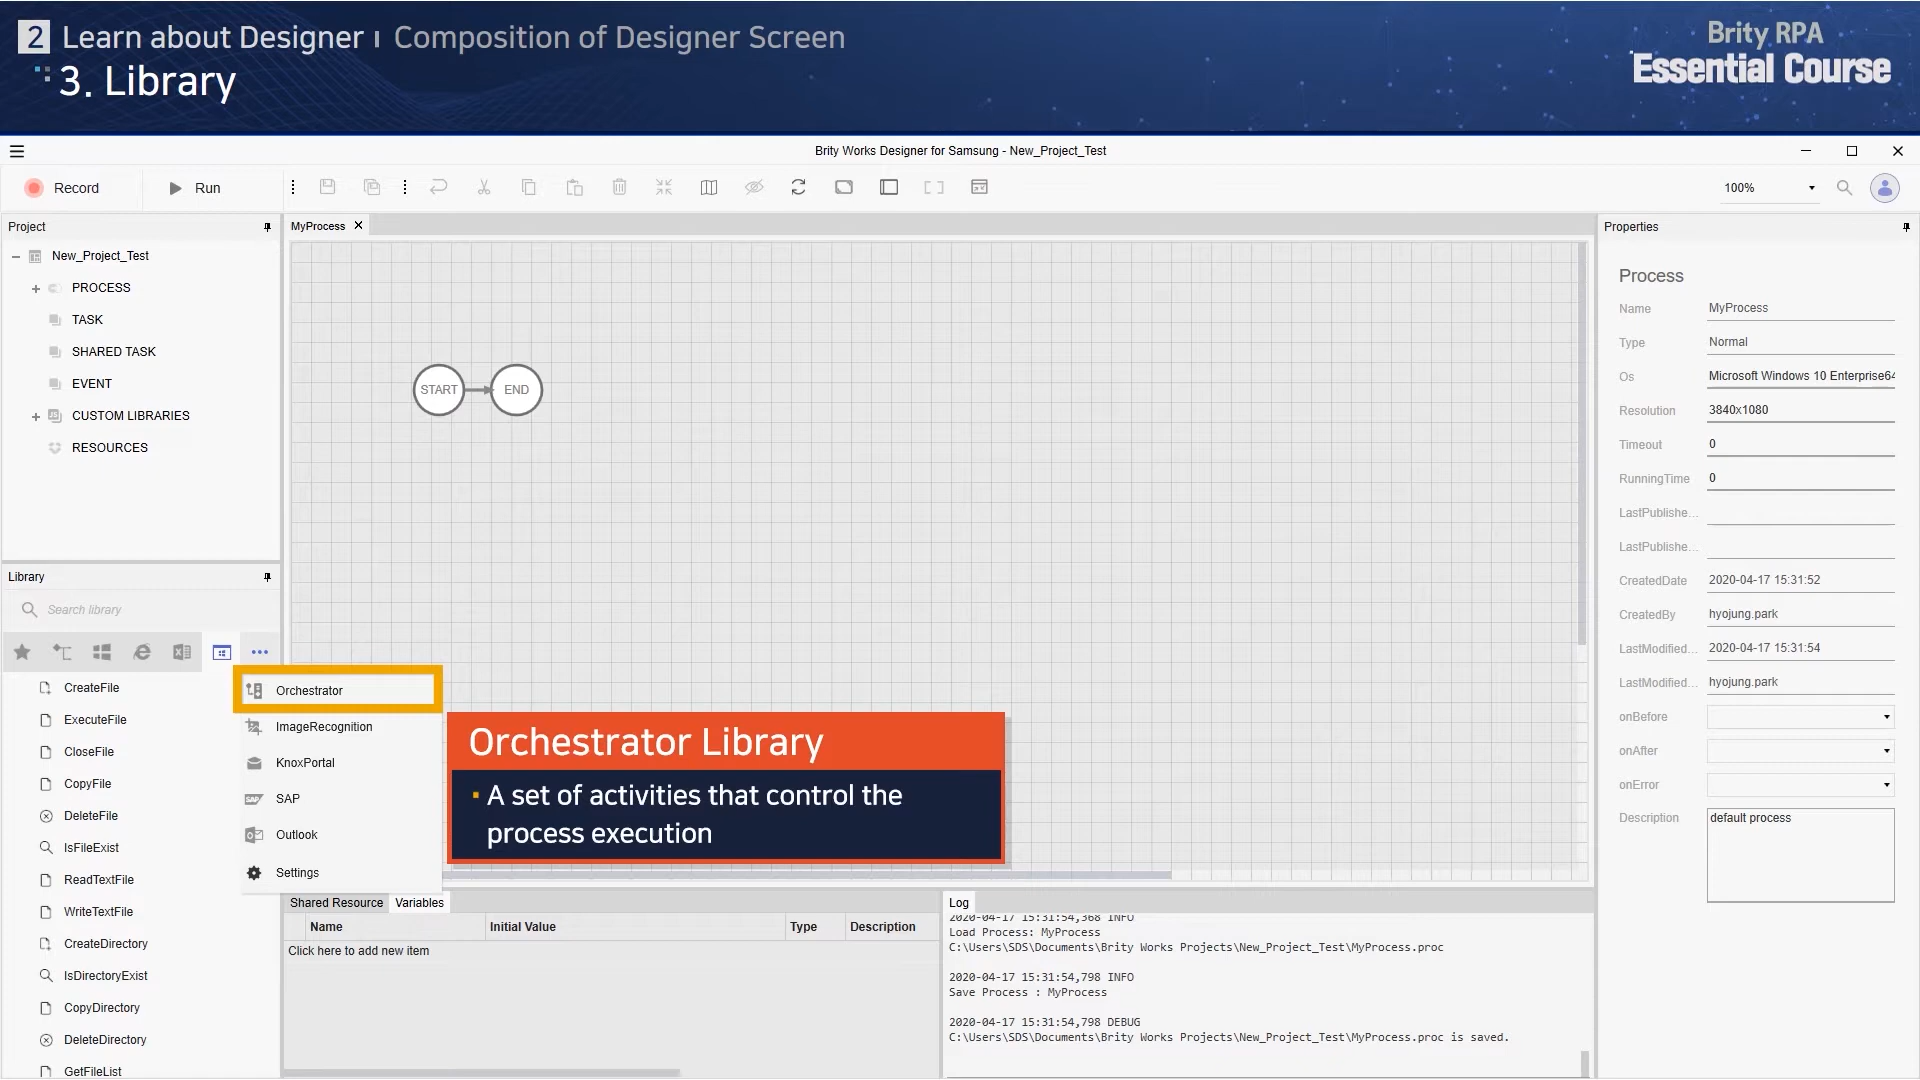 2 Learn about Designer | Composition of Designer Screen
3. Library
Brity RPA
Essential Course
Brity Works Designer for Samsung - New_Project_Test
Record
Run
100%
Project
New_Project_Test
PROCESS
TASK
SHARED TASK
EVENT
CUSTOM LIBRARIES
RESOURCES
Library
Search library
CreateFile
ExecuteFile
CloseFile
CopyFile
DeleteFile
IsFileExist
ReadTextFile
WriteTextFile
CreateDirectory
IsDirectoryExist
CopyDirectory
DeleteDirectory
GetFileList
Orchestrator
ImageRecognition
KnoxPortal
SAP
Outlook
Settings
MyProcess
START
END
Orchestrator Library
A set of activities that control the
process execution
Shared Resource Variables
Name Initial Value Type Description
Click here to add new item
Log
2020-04-17 15:31:54,368 INFO
Load Process: MyProcess
C:\Users\SDS\Documents\Brity Works Projects\New_Project_Test\MyProcess.proc
2020-04-17 15:31:54,798 INFO
Save Process : MyProcess
2020-04-17 15:31:54,798 DEBUG
C:\Users\SDS\Documents\Brity Works Projects\New_Project_Test\MyProcess.proc is saved.
Properties
Process
Name MyProcess
Type Normal
Os Microsoft Windows 10 Enterprise64
Resolution 3840x1080
Timeout 0
RunningTime 0
LastPublishe...
LastPublishe...
CreatedDate 2020-04-17 15:31:52
CreatedBy hyojung.park
LastModified... 2020-04-17 15:31:54
LastModified... hyojung.park
onBefore
onAfter
onError
Description default process